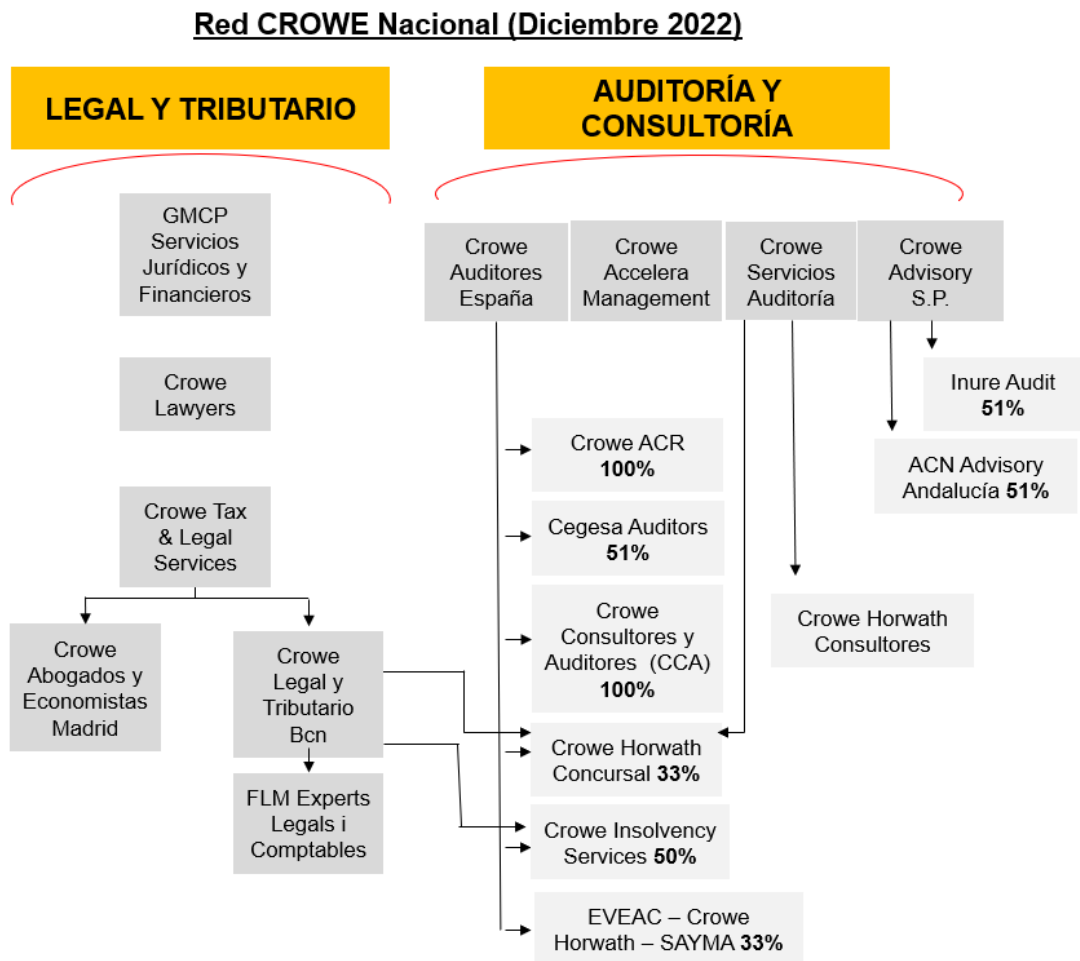 Red CROWE Nacional (Diciembre 2022)
LEGAL Y TRIBUTARIO
AUDITORÍA Y
CONSULTORÍA
GMCP
Servicios
Jurídicos y
Financieros
Crowe
Lawyers
Crowe Tax
& Legal
Services
Crowe
Abogados y
Economistas
Madrid
Crowe
Legal y
Tributario
Bcn
FLM Experts
Legals i
Comptables
Crowe
Auditores
España
Crowe
Accelera
Management
Crowe
Servicios
Auditoría
Crowe
Advisory
S.P.
Inure Audit
51%
ACN Advisory
Andalucía 51%
Crowe ACR
100%
Cegesa Auditors
51%
Crowe
Consultores y
Auditores (CCA)
100%
Crowe Horwath
Consultores
Crowe Horwath
Concursal 33%
Crowe Insolvency
Services 50%
EVEAC – Crowe
Horwath – SAYMA 33%